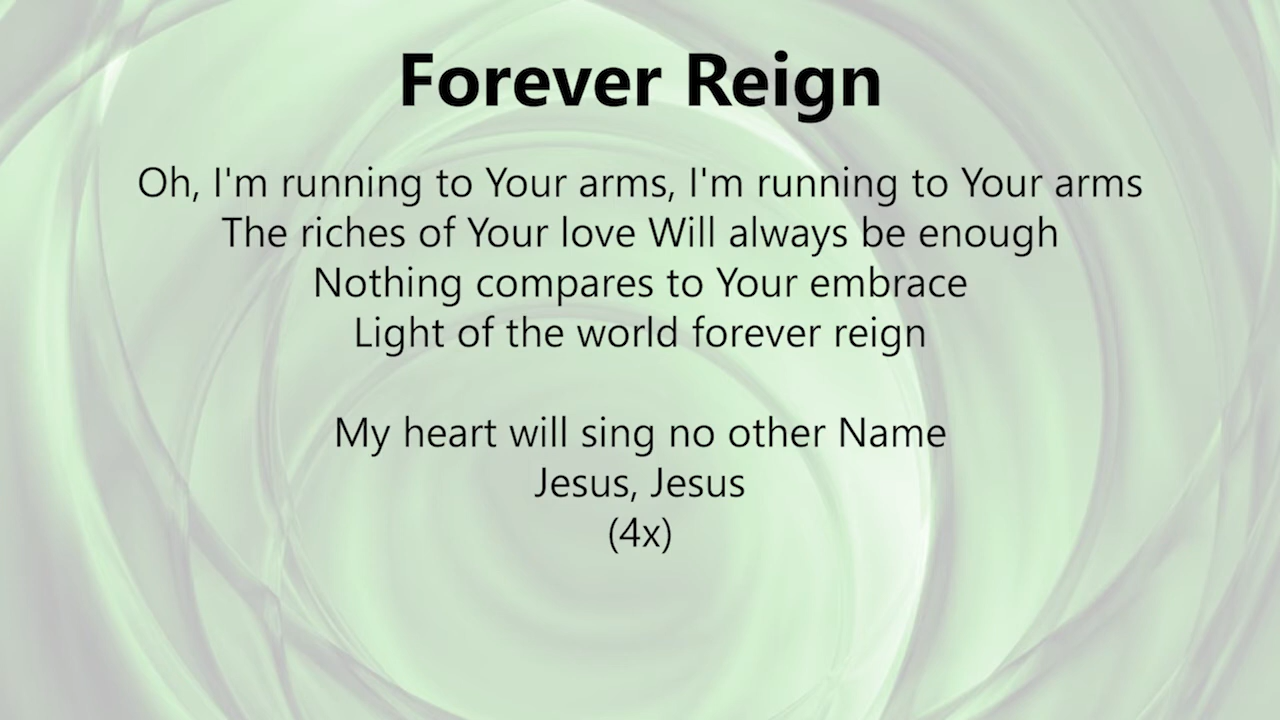 Forever Reign
Oh, I'm running to Your arms, I'm running to Your arms
The riches of Your love Will always be enough
Nothing compares to Your embrace
Light of the world forever reign
My heart will sing no other Name
Jesus, Jesus
(4x)